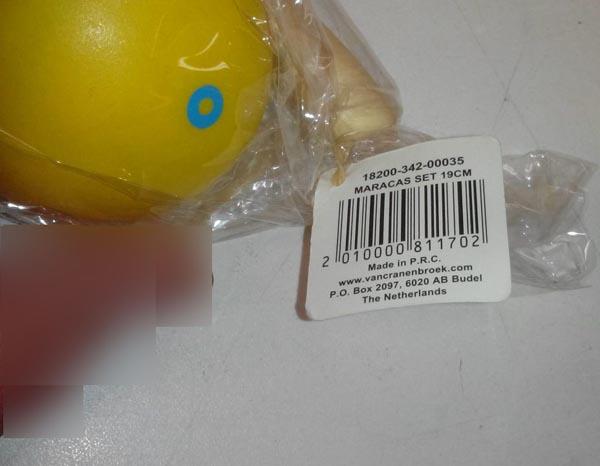 18200-342-00035
MARACAS SET 19CM
2 010000 811702
Made in P.R.C.
www.vancranenbroek.com
P.O. Box 2097, 6020 AB Budel
The Netherlands